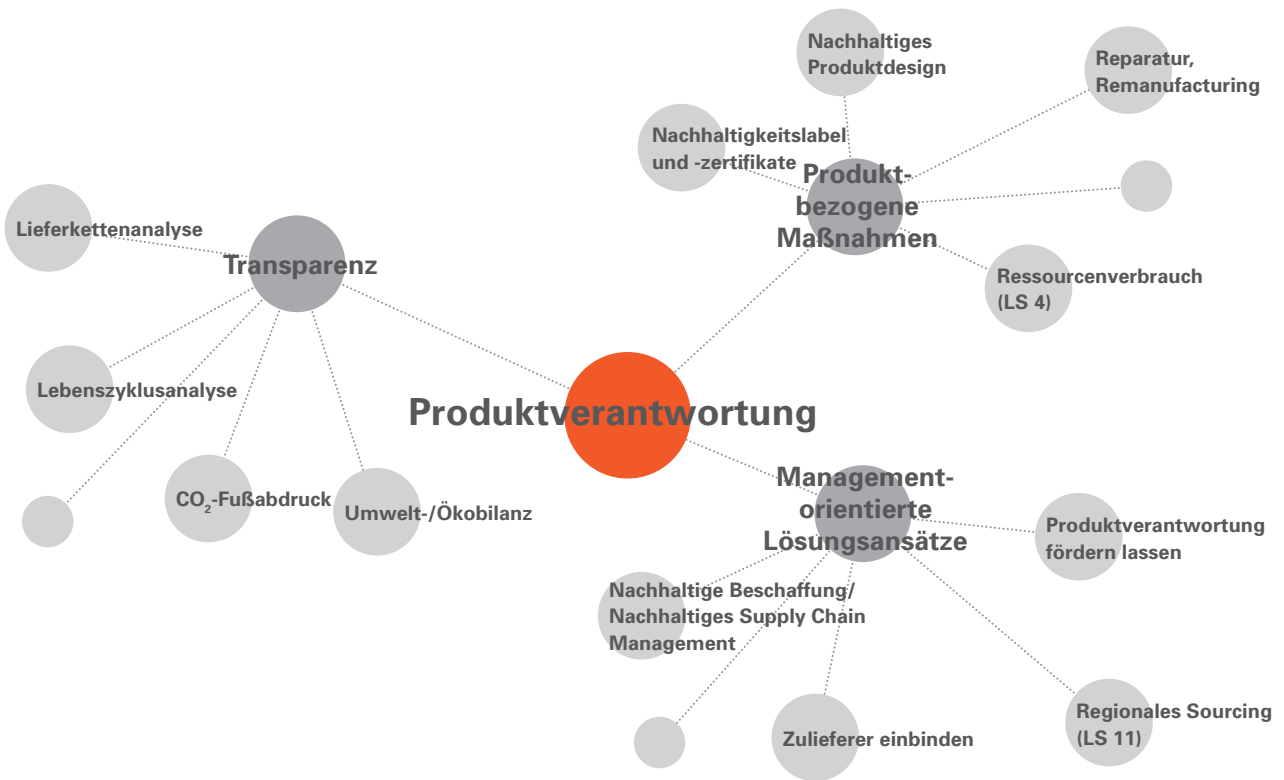 Nachhaltiges
Produktdesign
Reparatur,
Remanufacturing
Nachhaltigkeitslabel
und -zertifikate
Produkt-
bezogene
Maßnahmen
Lieferkettenanalyse
Transparenz
Ressourcenverbrauch
(LS 4)
Lebenszyklusanalyse
Produktverantwortung
CO₂-Fußabdruck
Umwelt-/Ökobilanz
Management-
orientierte
Lösungsansätze
Produktverantwortung
fördern lassen
Nachhaltige Beschaffung/
Nachhaltiges Supply Chain
Management
Zulieferer einbinden
Regionales Sourcing
(LS 11)